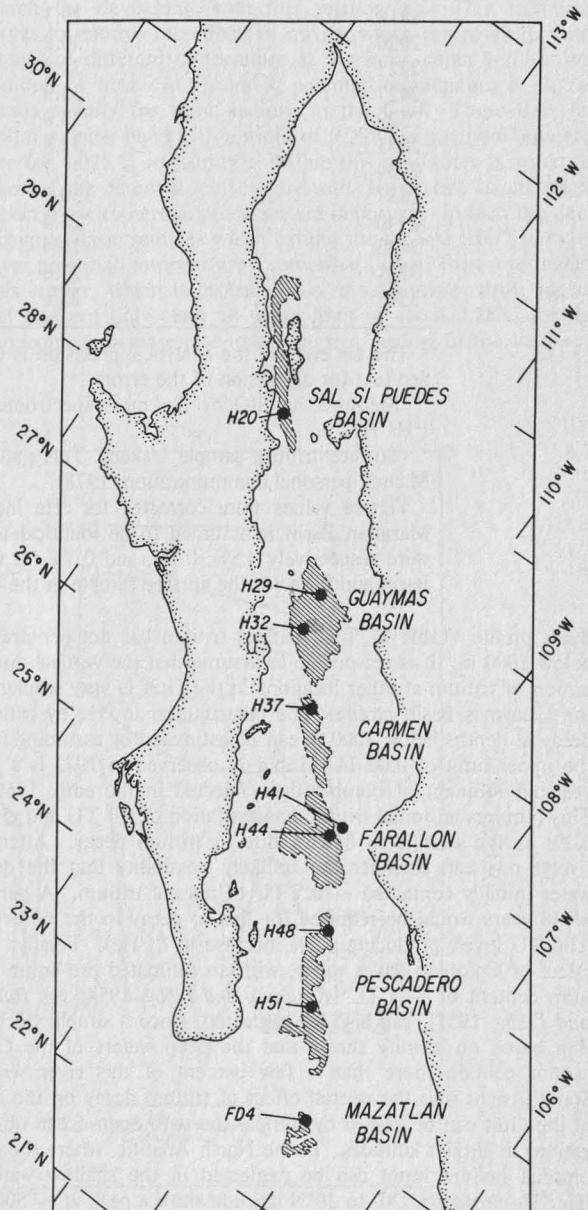 30°N
29°N
28°N
27°N
26°N
25°N
24°N
23°N
22°N
21°N
113°W
112°W
111°W
110°W
109°W
108°W
107°W
106°W
SAL SI PUEDES
BASIN
H20
H29
GUAYMAS
BASIN
H32
H37
CARMEN
BASIN
H41
H44
FARALLON
BASIN
H48
PESCADERO
BASIN
H51
MAZATLAN
BASIN
FD4